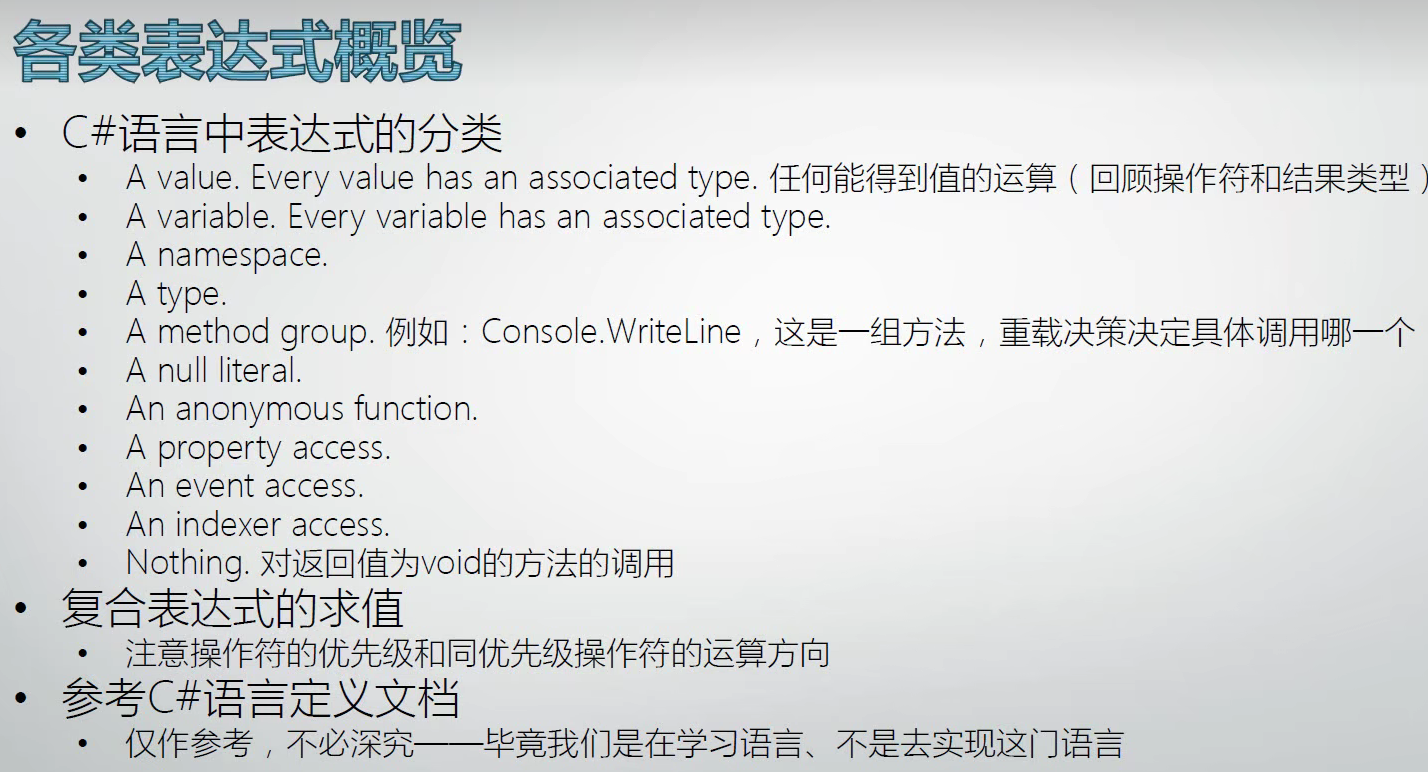 各类表达式概览
• C#语言中表达式的分类
• A value. Every value has an associated type. 任何能得到值的运算（回顾操作符和结果类型）
• A variable. Every variable has an associated type.
• A namespace.
• A type.
• A method group. 例如：Console.WriteLine，这是一组方法，重载决策决定具体调用哪一个
• A null literal.
• An anonymous function.
• A property access.
• An event access.
• An indexer access.
• Nothing. 对返回值为void的方法的调用
• 复合表达式的求值
• 注意操作符的优先级和同优先级操作符的运算方向
• 参考C#语言定义文档
• 仅作参考，不必深究——毕竟我们是在学习语言、不是去实现这门语言